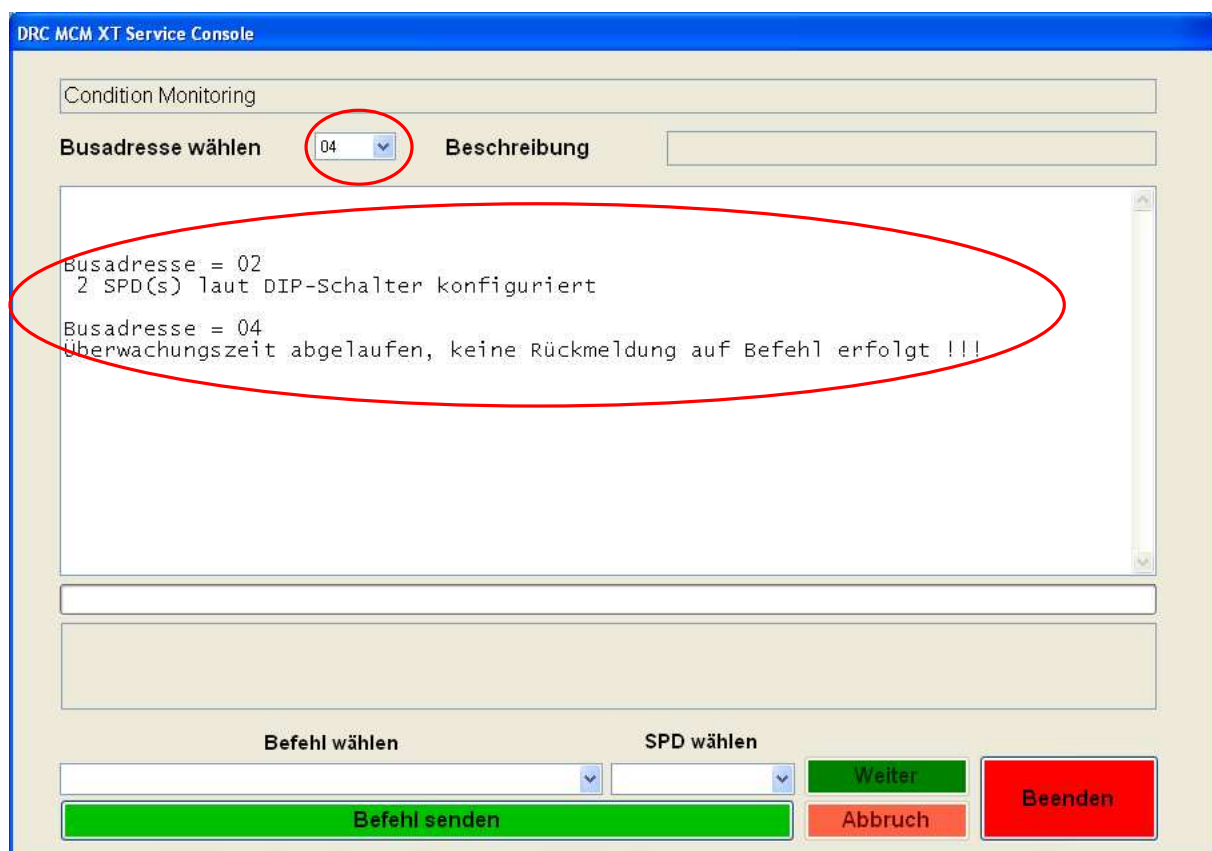 DRC MCM XT Service Console
Condition Monitoring
Busadresse wählen 04 Beschreibung
Busadresse = 02
2 SPD(s) laut DIP-Schalter konfiguriert
Busadresse = 04
Überwachungszeit abgelaufen, keine Rückmeldung auf Befehl erfolgt !!!
Befehl wählen SPD wählen
Weiter
Beenden
Befehl senden Abbruch